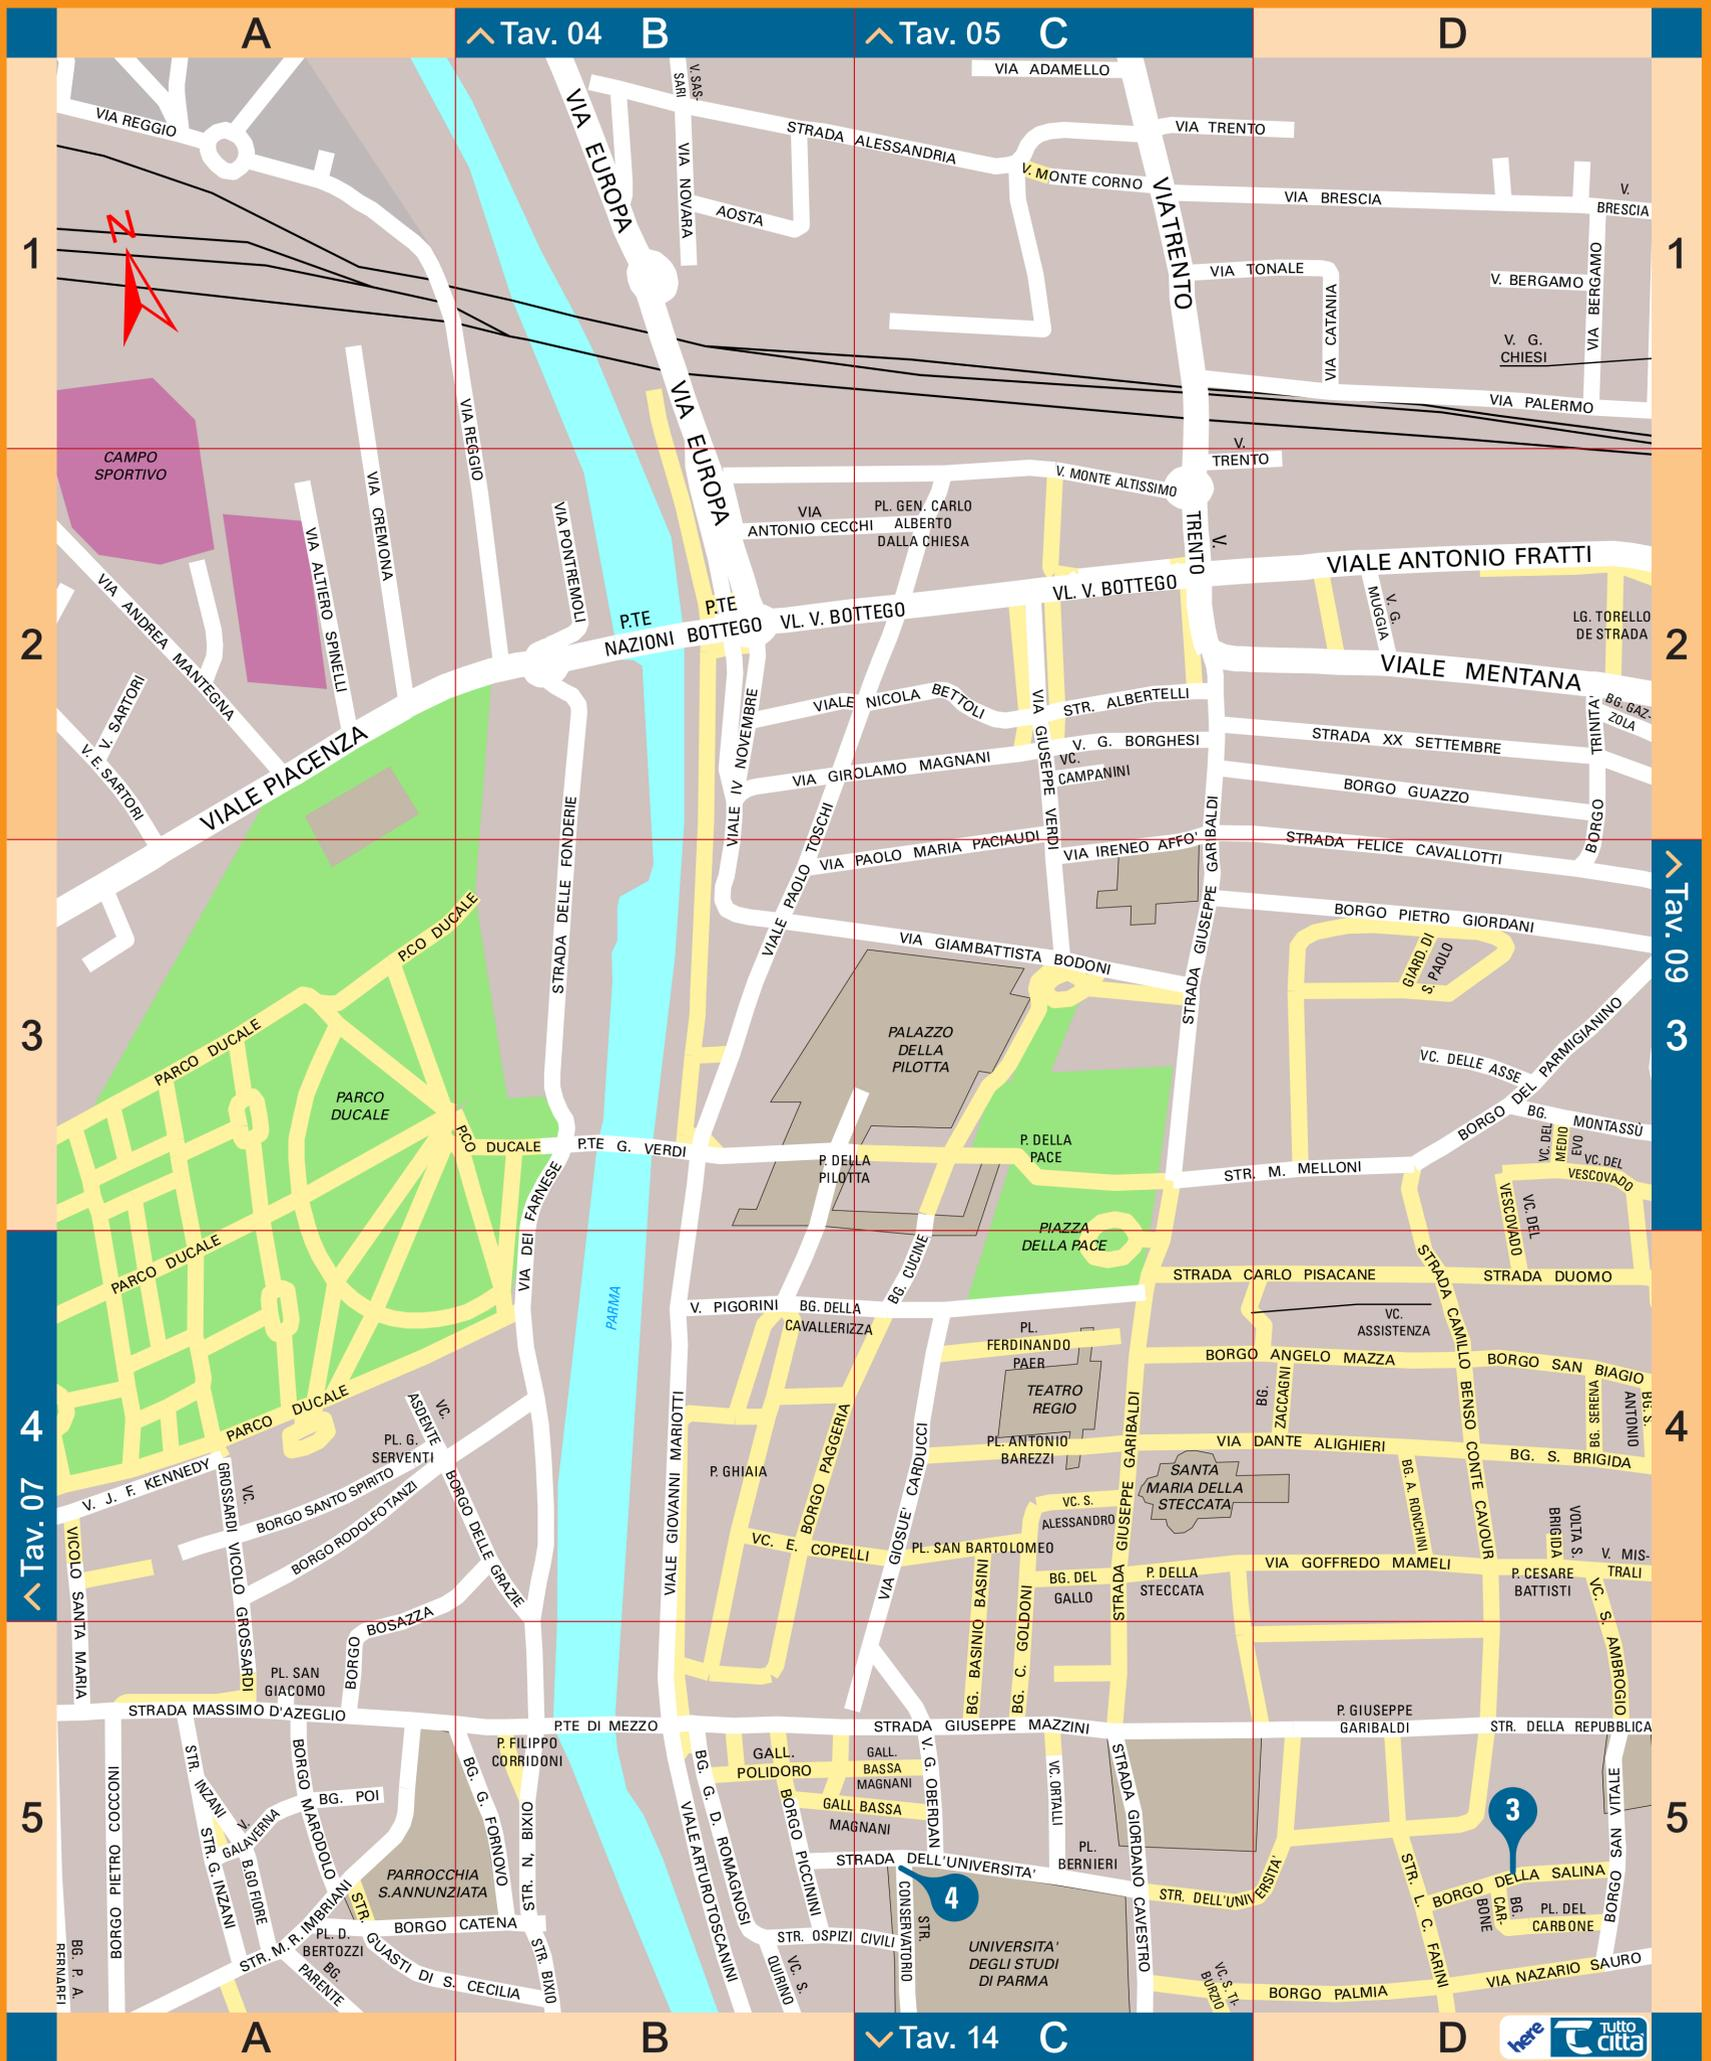 A
Tav. 04
B
Tav. 05
C
D
1
VIA REGGIO
VIA EUROPA
V. SAS-
SARI
VIA NOVARA
AOSTA
STRADA ALESSANDRIA
VIA ADAMELLO
VIA TRENTO
V. MONTE CORNO
VIA TRENTO
VIA BRESCIA
V.
BRESCIA
VIA TONALE
VIA CATANIA
V. BERGAMO
VIA BERGAMO
V. G.
CHIESI
VIA PALERMO
1
N
VIA REGGIO
VIA EUROPA
V.
TRENTO
2
CAMPO
SPORTIVO
VIA CREMONA
VIA ALTIERO SPINELLI
VIA ANDREA MANTEGNA
V. SARTORI
V. E. SARTORI
VIALE PIACENZA
VIA PONTREMOLI
P.TE
NAZIONI
P.TE
BOTTEGO
VIA
ANTONIO CECCHI
PL. GEN. CARLO
ALBERTO
DALLA CHIESA
V. MONTE ALTISSIMO
V.
TRENTO
VL. V. BOTTEGO
VL. V. BOTTEGO
VIALE ANTONIO FRATTI
V. G.
MUGGIA
LG. TORELLO
DE STRADA
VIALE MENTANA
BG. GAZ-
ZOLA
VIALE NICOLA BETTOLI
STR. ALBERTELLI
VIALE IV NOVEMBRE
VIA GIROLAMO MAGNANI
VIA GIUSEPPE VERDI
V. G. BORGHESI
VC.
CAMPANINI
STRADA XX SETTEMBRE
BORGO GUAZZO
BORGO TRINITA'
2
3
STRADA DELLE FONDERIE
VIALE PAOLO TOSCHI
VIA PAOLO MARIA PACIAUDI
VIA IRENEO AFFO'
STRADA GIUSEPPE GARIBALDI
STRADA FELICE CAVALLOTTI
BORGO PIETRO GIORDANI
VIA GIAMBATTISTA BODONI
GIARD. DI
S. PAOLO
P.CO DUCALE
PARCO DUCALE
PARCO
DUCALE
P.CO DUCALE
P.TE G. VERDI
PALAZZO
DELLA
PILOTTA
P. DELLA
PILOTTA
P. DELLA
PACE
PIAZZA
DELLA PACE
STR. M. MELLONI
VC. DELLE ASSE
BORGO DEL PARMIGIANINO
BG. MONTASSÙ
VC. DEL
MEDIO
EVO
VC. DEL
VESCOVADO
VC. DEL
VESCOVADO
Tav. 09
3
4
Tav. 07
PARCO DUCALE
VIA DEI FARNESE
PARMA
V. PIGORINI
BG. DELLA
CAVALLERIZZA
BG. CUCINE
STRADA CARLO PISACANE
STRADA DUOMO
VC.
ASSISTENZA
PL.
FERDINANDO
PAER
TEATRO
REGIO
PL. ANTONIO
BAREZZI
BORGO ANGELO MAZZA
BORGO SAN BIAGIO
BG.
ZACCAGNI
STRADA CAMILLO BENSO CONTE CAVOUR
BG. SERENA
BG. S.
ANTONIO
PARCO DUCALE
VC.
ASDENTE
PL. G.
SERVENTI
V. J. F. KENNEDY
VC.
GROSSARDI
BORGO SANTO SPIRITO
BORGO RODOLFO TANZI
BORGO DELLE GRAZIE
VICOLO GROSSARDI
VICOLO SANTA MARIA
VIALE GIOVANNI MARIOTTI
P. GHIAIA
BORGO PAGGERIA
VC. E. COPELLI
VIA GIOSUE' CARDUCCI
STRADA GIUSEPPE GARIBALDI
VIA DANTE ALIGHIERI
BG. S. BRIGIDA
SANTA
MARIA DELLA
STECCATA
VC. S.
ALESSANDRO
PL. SAN BARTOLOMEO
BG. DEL
GALLO
P. DELLA
STECCATA
BG. A. RONCHINI
VIA GOFFREDO MAMELI
VOLTA S.
BRIGIDA
P. CESARE
BATTISTI
V. MIS-
TRALI
4
5
BORGO BOSAZZA
PL. SAN
GIACOMO
STRADA MASSIMO D'AZEGLIO
P.TE DI MEZZO
BG. BASINIO BASINI
BG. C. GOLDONI
STRADA GIUSEPPE MAZZINI
P. GIUSEPPE
GARIBALDI
STR. DELLA REPUBBLICA
VC. S. AMBROGIO
P. FILIPPO
CORRIDONI
BORGO PIETRO COCCONI
STR. INZANI
STR. G. INZANI
V.
GALAVERNA
BG. POI
BORGO MARODOLO
B.GO FIORE
BG. G. FORNOVO
STR. N. BIXIO
PARROCCHIA
S.ANNUNZIATA
STR. M. R. IMBRIANI
PL. D.
BERTOZZI
BG.
PARENTE
BORGO CATENA
STR. GUASTI DI S. CECILIA
STR. BIXIO
BG. P. A.
BERNABEI
VIALE ARTURO TOSCANINI
BG. G. D. ROMAGNOSI
GALL.
POLIDORO
GALL.
BASSA
MAGNANI
GALL. BASSA
MAGNANI
BORGO PICCININI
V. G. OBERDAN
VC. ORTALLI
PL.
BERNIERI
STRADA DELL'UNIVERSITA'
STR. DELL'UNIVERSITA'
STRADA GIORDANO CAVESTRO
4
STR.
CONSERVATORIO
STR. OSPIZI CIVILI
VC. S.
QUIRINO
UNIVERSITA'
DEGLI STUDI
DI PARMA
VC. S. TI-
BURZIO
BORGO PALMIA
STR. L. C. FARINI
3
BORGO DELLA SALINA
BG.
CAR-
BONE
PL. DEL
CARBONE
BORGO SAN VITALE
VIA NAZARIO SAURO
5
A
B
Tav. 14
C
D
here
TUTTO
Città